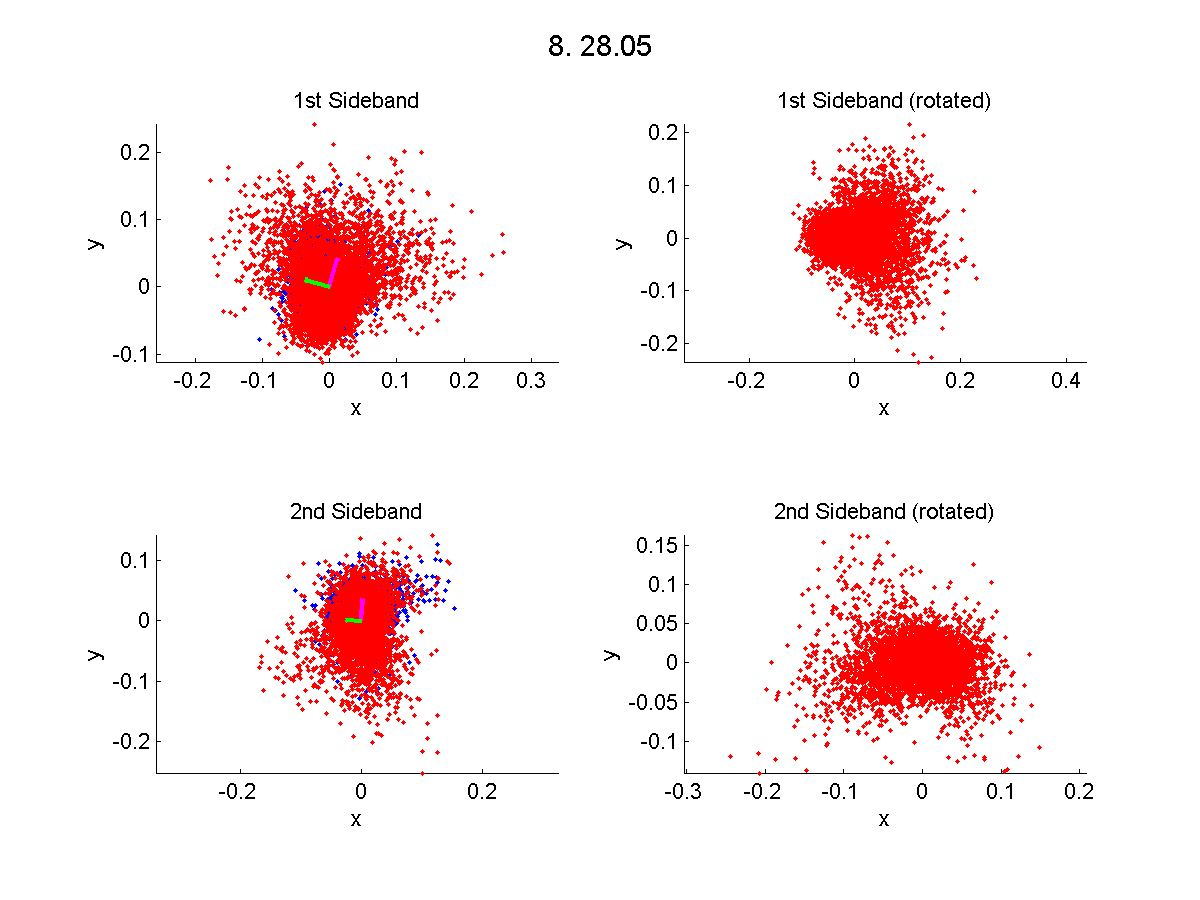 8. 28.05
1st Sideband
0.2
0.1
0
-0.1
y
-0.2 -0.1 0 0.1 0.2 0.3
x
1st Sideband (rotated)
0.2
0.1
0
-0.1
-0.2
y
-0.2 0 0.2 0.4
x
2nd Sideband
0.1
0
-0.1
-0.2
y
-0.2 0 0.2
x
2nd Sideband (rotated)
0.15
0.1
0.05
0
-0.05
-0.1
y
-0.3 -0.2 -0.1 0 0.1 0.2
x